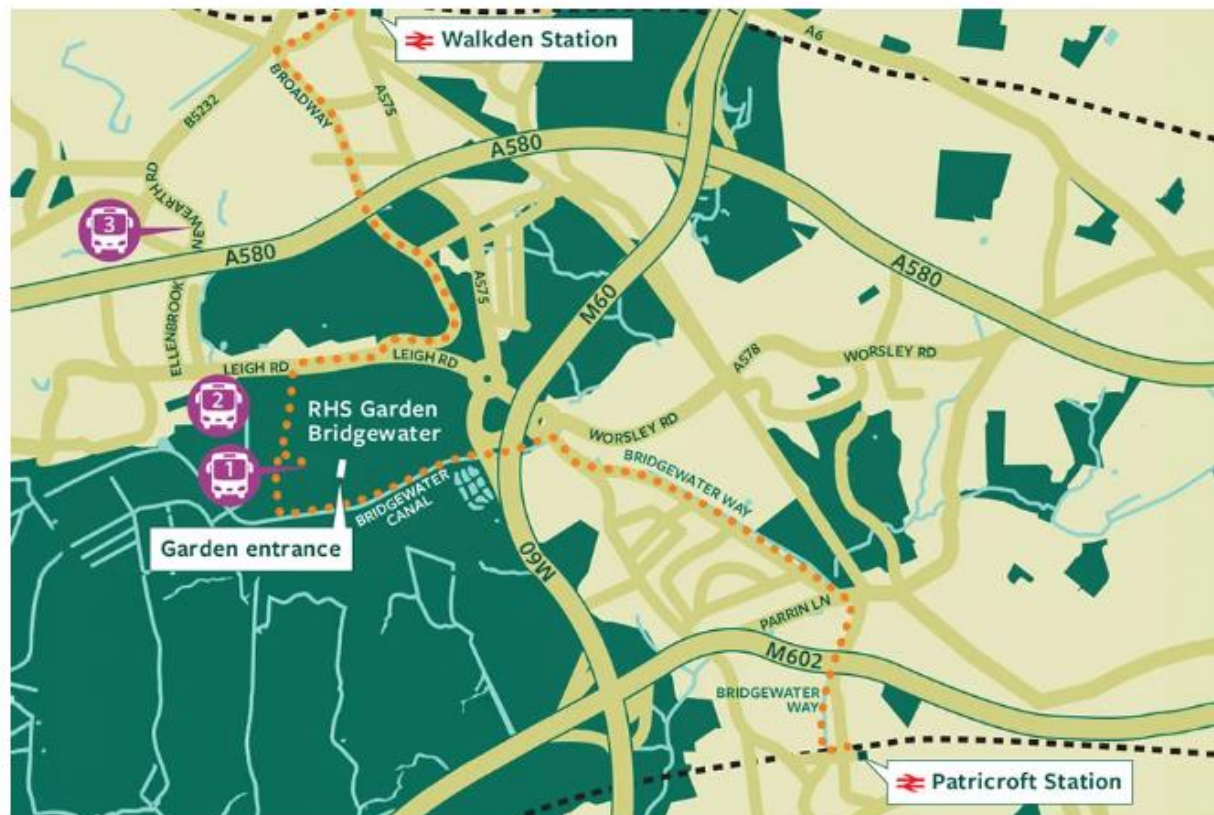 Walkden Station
A6
BROADWAY
A575
B5232
A580
NEWEARTH RD
3
A580
A580
M60
A575
ELLENBROOK
LEIGH RD
LEIGH RD
A578
WORSLEY RD
2
RHS Garden
Bridgewater
WORSLEY RD
1
BRIDGEWATER WAY
BRIDGEWATER
CANAL
Garden entrance
M60
PARRIN LN
M602
BRIDGEWATER
WAY
Patricroft Station